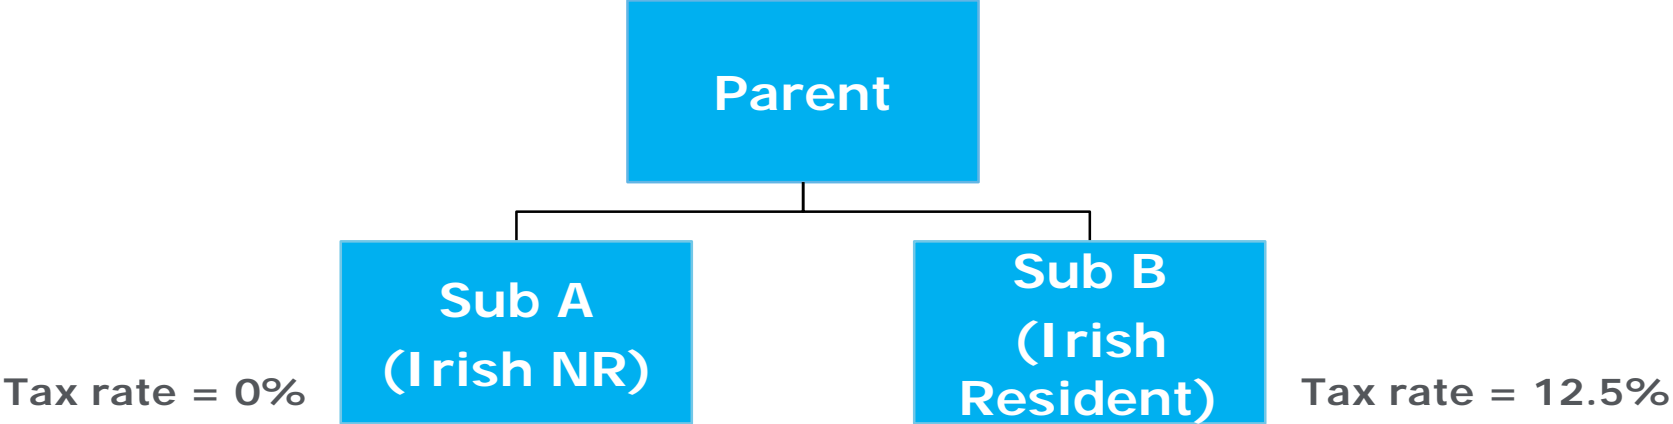 Parent
Sub A
(Irish NR)
Sub B
(Irish
Resident)
Tax rate = 0%
Tax rate = 12.5%